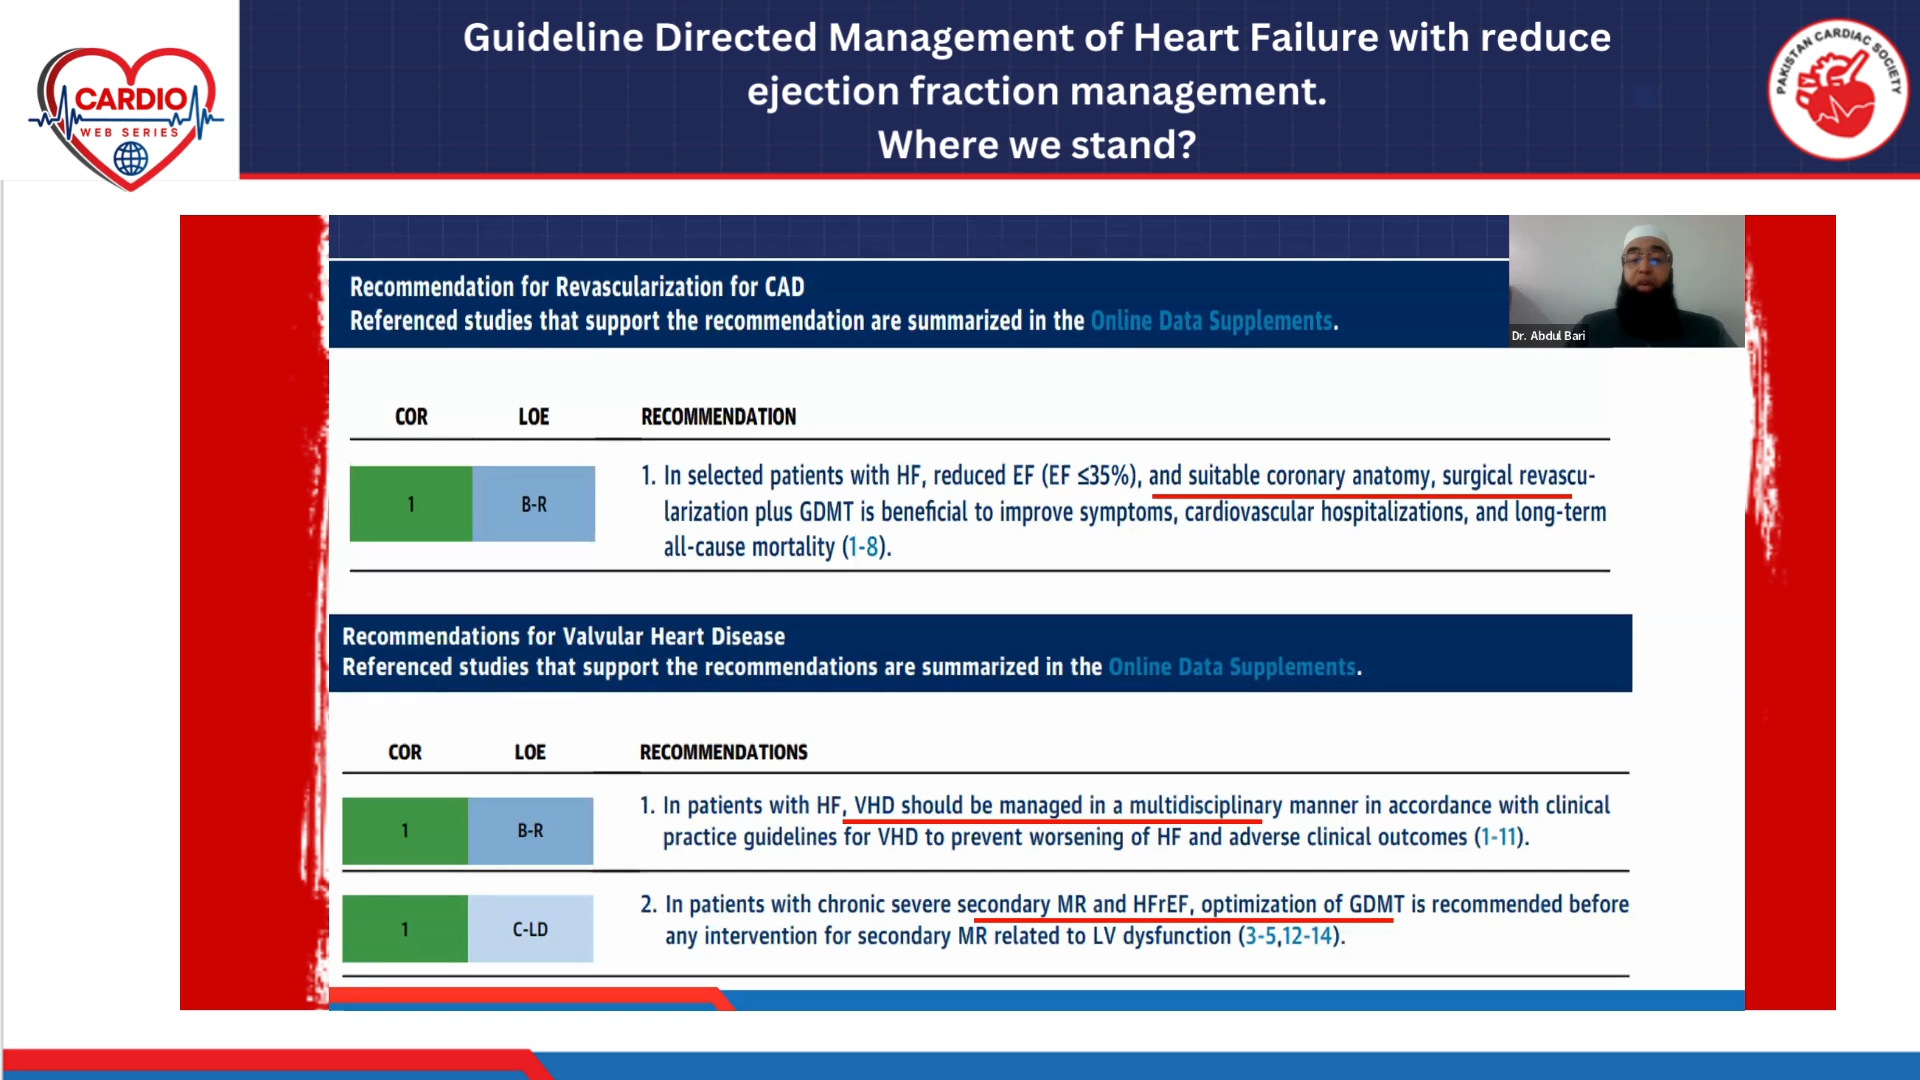 Guideline Directed Management of Heart Failure with reduce
ejection fraction management.
Where we stand?
CARDIO
WEB SERIES
PAKISTAN CARDIAC SOCIETY
Recommendation for Revascularization for CAD
Referenced studies that support the recommendation are summarized in the Online Data Supplements.
Dr. Abdul Bari
COR LOE RECOMMENDATION
1 B-R
1. In selected patients with HF, reduced EF (EF ≤35%), and suitable coronary anatomy, surgical revascu-
larization plus GDMT is beneficial to improve symptoms, cardiovascular hospitalizations, and long-term
all-cause mortality (1-8).
Recommendations for Valvular Heart Disease
Referenced studies that support the recommendations are summarized in the Online Data Supplements.
COR LOE RECOMMENDATIONS
1 B-R
1. In patients with HF, VHD should be managed in a multidisciplinary manner in accordance with clinical
practice guidelines for VHD to prevent worsening of HF and adverse clinical outcomes (1-11).
1 C-LD
2. In patients with chronic severe secondary MR and HFrEF, optimization of GDMT is recommended before
any intervention for secondary MR related to LV dysfunction (3-5,12-14).